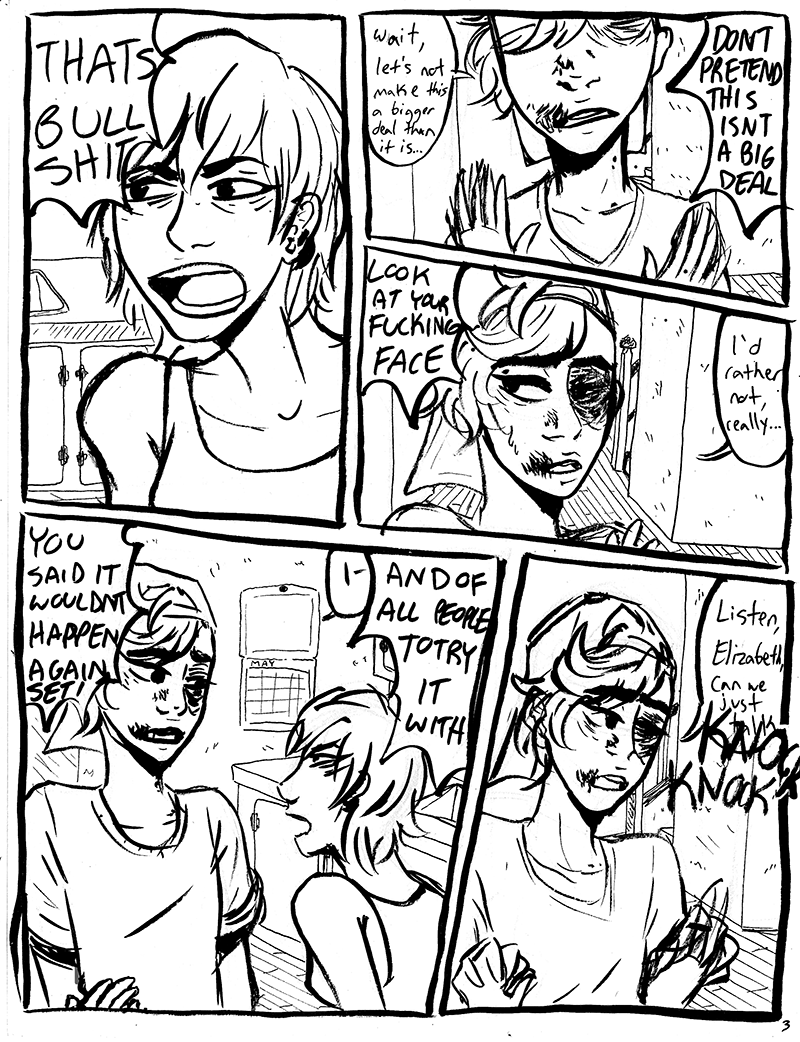 THATS
BULL
SHIT
Wait,
let's not
make this
a bigger
deal than
it is...
DONT
PRETEND
THIS
ISNT
A BIG
DEAL
LOOK
AT YOUR
FUCKING
FACE
I'd
rather
not,
really...
YOU
SAID IT
WOULDNT
HAPPEN
AGAIN
SET!
I-
AND OF
ALL PEOPLE
TO TRY
IT
WITH
MAY
Listen,
Elizabeth,
can we
just
talk
KNOCK
KNOCK
3